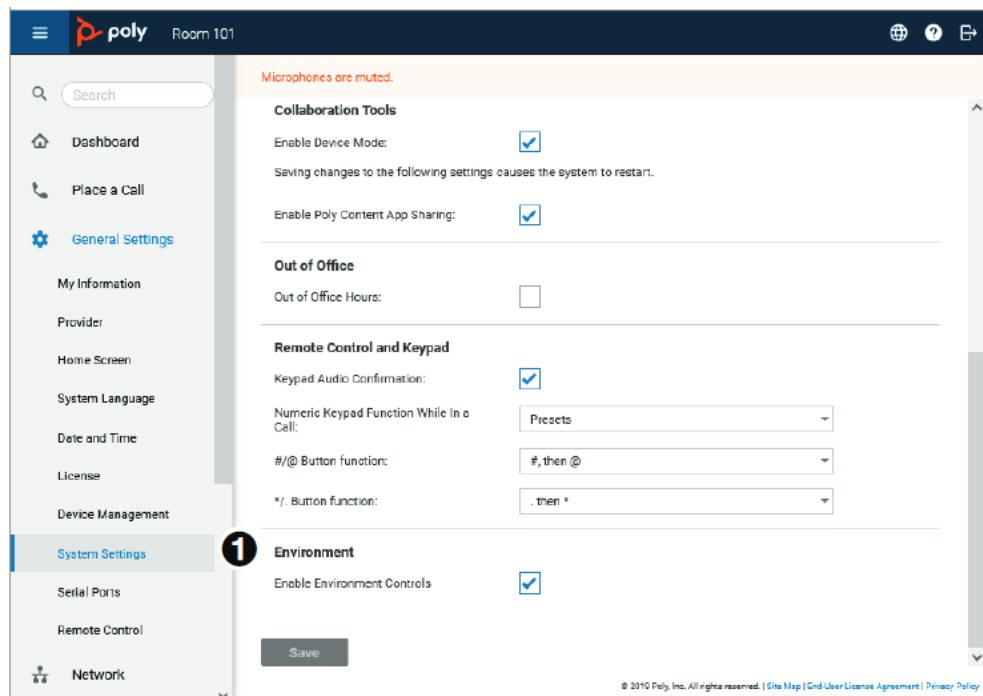 poly Room 101
Search
Dashboard
Place a Call
General Settings
My Information
Provider
Home Screen
System Language
Date and Time
License
Device Management
System Settings
Serial Ports
Remote Control
Network
1
Microphones are muted.
Collaboration Tools
Enable Device Mode:
Saving changes to the following settings causes the system to restart.
Enable Poly Content App Sharing:
Out of Office
Out of Office Hours:
Remote Control and Keypad
Keypad Audio Confirmation:
Numeric Keypad Function While In a
Call:
Presets
#/@ Button function:
#, then @
*/. Button function:
. then *
Environment
Enable Environment Controls
Save
© 2019 Poly, Inc. All rights reserved. | Site Map | End-User License Agreement | Privacy Policy